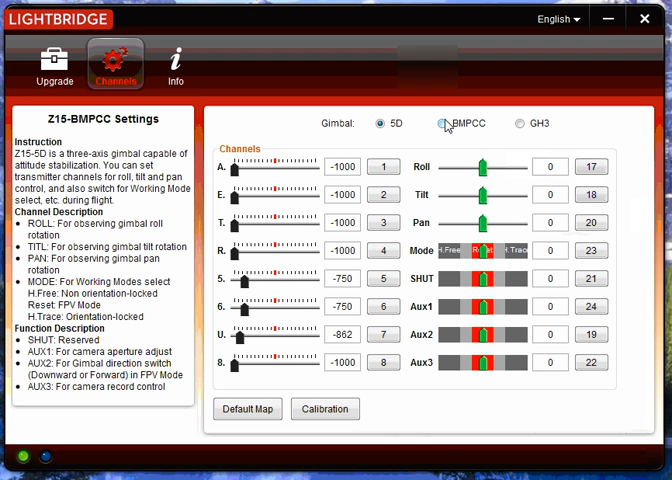 LIGHTBRIDGE
English
Upgrade
Channels
Info
Z15-BMPCC Settings
Instruction
Z15-5D is a three-axis gimbal capable of
attitude stabilization. You can set
transmitter channels for roll, tilt and pan
control, and also switch for Working Mode
select, etc. during flight.
Channel Description
ROLL: For observing gimbal roll
rotation
TITL: For observing gimbal tilt rotation
PAN: For observing gimbal pan
rotation
MODE: For Working Modes select
H.Free: Non orientation-locked
Reset: FPV Mode
H.Trace: Orientation-locked
Function Description
SHUT: Reserved
AUX1: For camera aperture adjust
AUX2: For Gimbal direction switch
(Downward or Forward) in FPV Mode
AUX3: For camera record control
Gimbal: 5D BMPCC GH3
Channels
A. -1000 1 Roll 0 17
E. -1000 2 Tilt 0 18
T. -1000 3 Pan 0 20
R. -1000 4 Mode H.Free Reset H.Trace 0 23
5. -750 5 SHUT 0 21
6. -750 6 Aux1 0 24
U. -862 7 Aux2 0 19
8. -1000 8 Aux3 0 22
Default Map Calibration